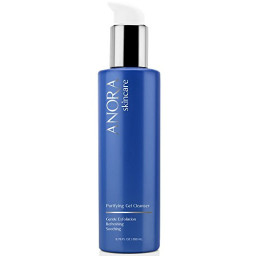 ANORA
skincare
Purifying Gel Cleanser
Gentle Exfoliation
Refreshing
Soothing